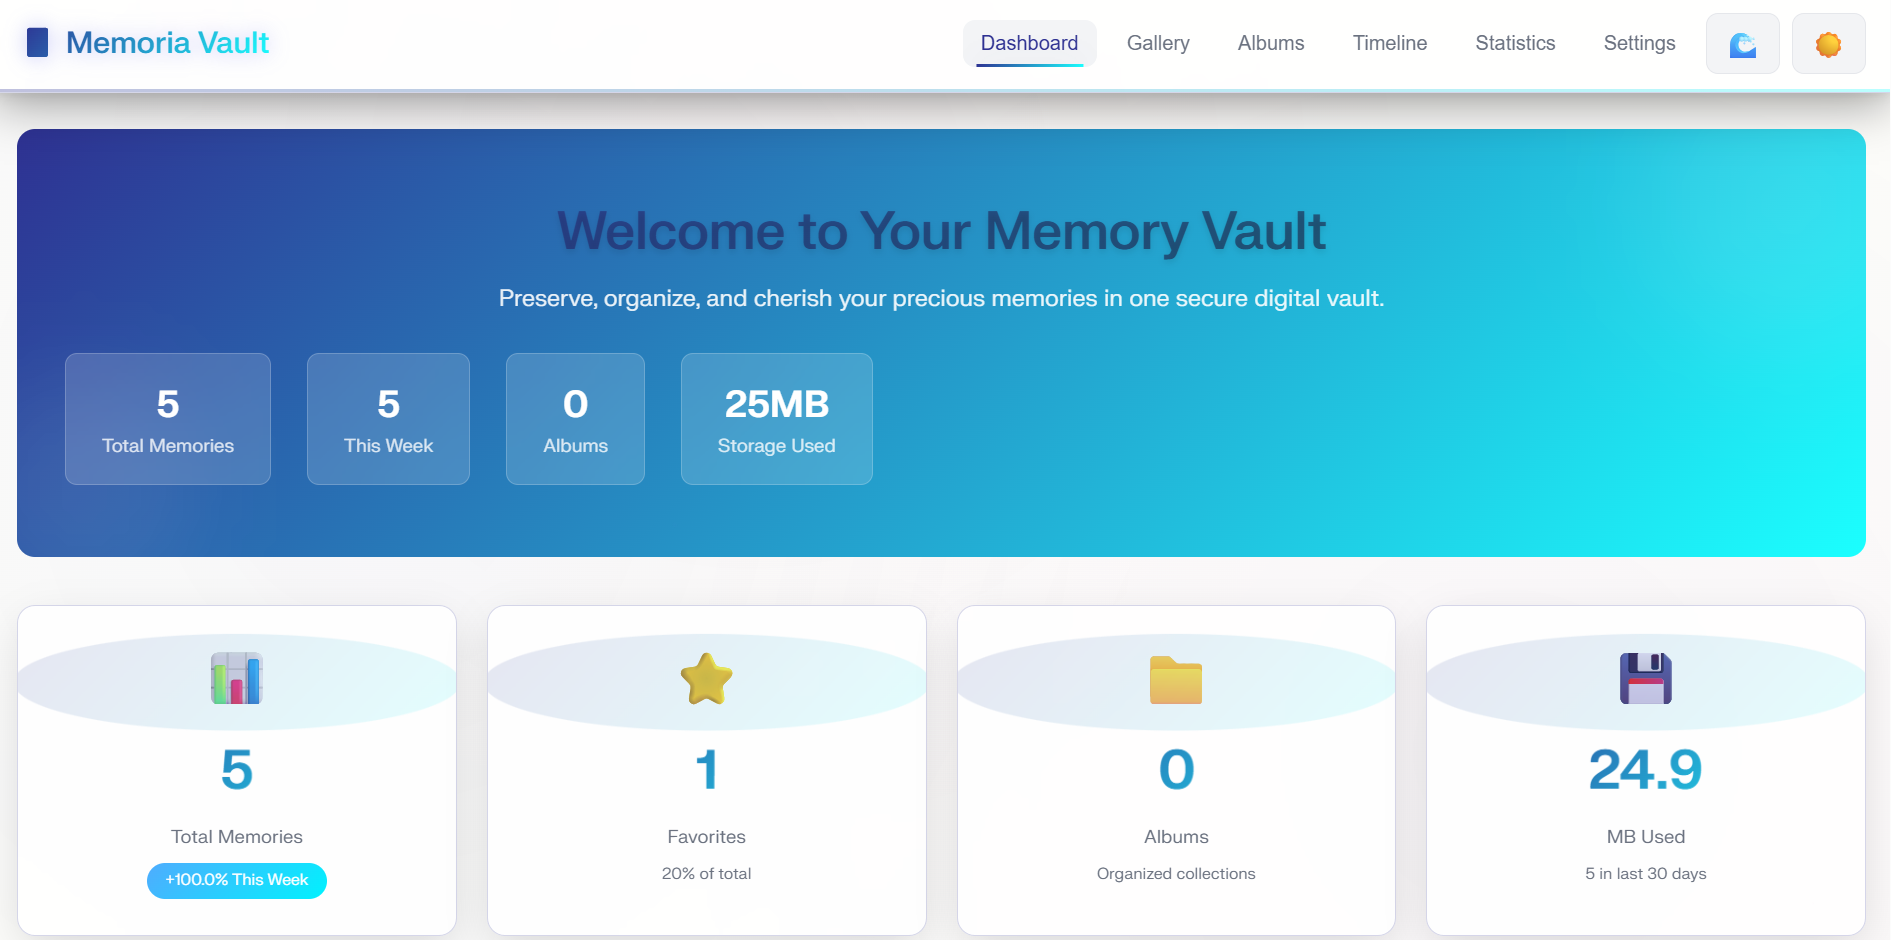 Memoria Vault
Dashboard
Gallery
Albums
Timeline
Statistics
Settings
Welcome to Your Memory Vault
Preserve, organize, and cherish your precious memories in one secure digital vault.
5
Total Memories
5
This Week
0
Albums
25MB
Storage Used
5
Total Memories
+100.0% This Week
1
Favorites
20% of total
0
Albums
Organized collections
24.9
MB Used
5 in last 30 days